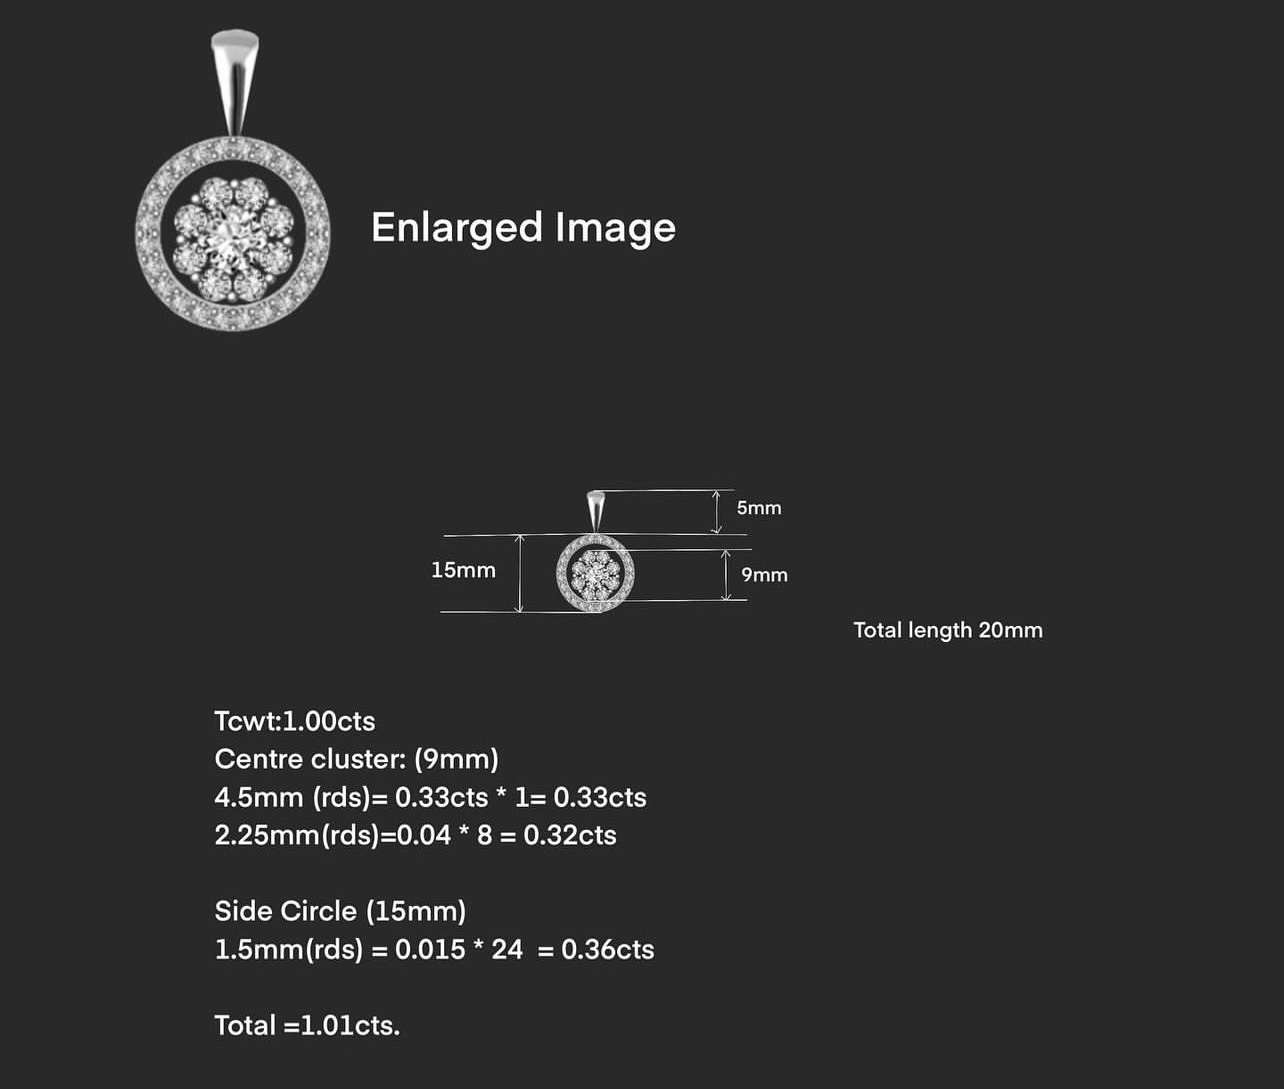 Enlarged Image
5mm
15mm
9mm
Total length 20mm
Tcwt:1.00cts
Centre cluster: (9mm)
4.5mm (rds)= 0.33cts * 1= 0.33cts
2.25mm(rds)=0.04 * 8 = 0.32cts
Side Circle (15mm)
1.5mm(rds) = 0.015 * 24 = 0.36cts
Total =1.01cts.